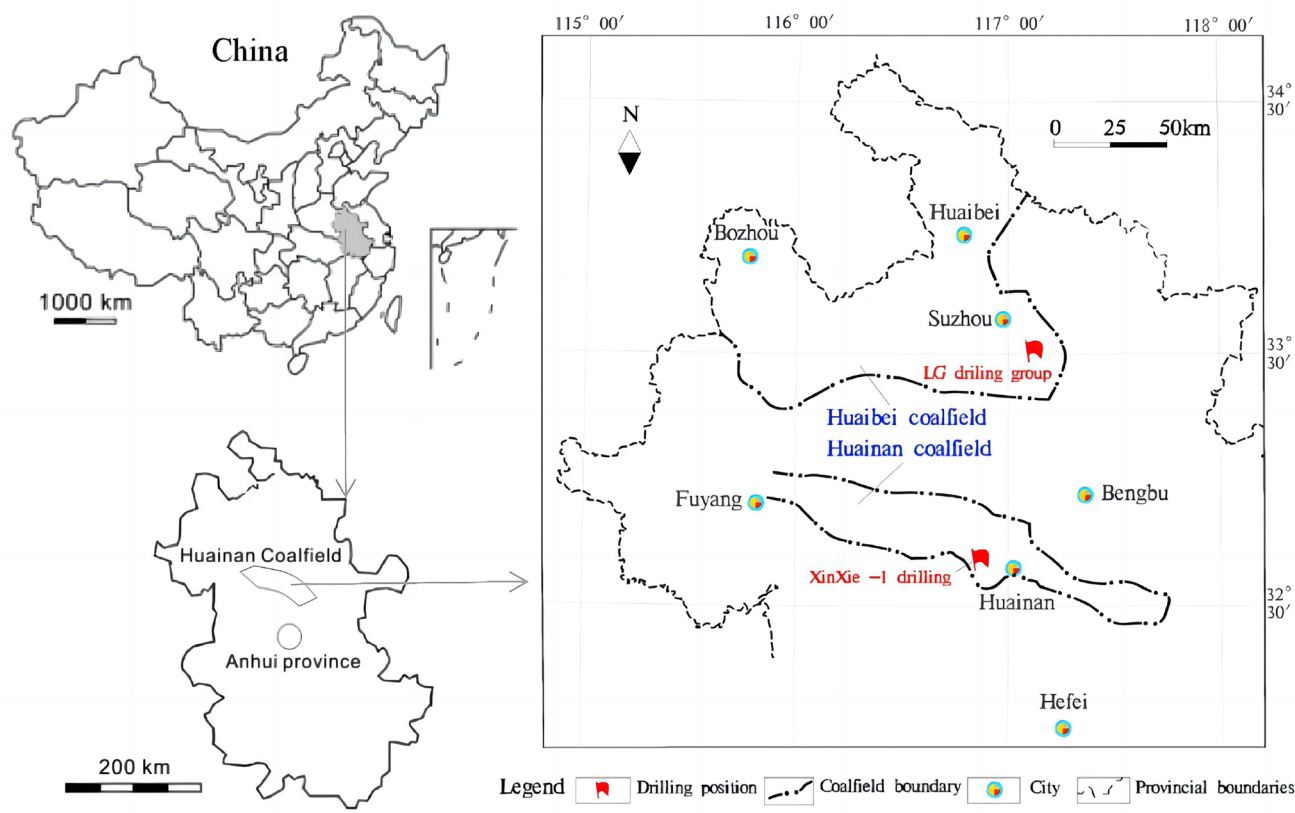 China
1000 km
Huainan Coalfield
Anhui province
200 km
115° 00′
116° 00′
117° 00′
118° 00′
34°
30′
33°
30′
32°
30′
N
0 25 50km
Huaibei
Bozhou
Suzhou
LG driling group
Huaibei coalfield
Huainan coalfield
Fuyang
Bengbu
XinXie -1 drilling
Huainan
Hefei
Legend
Drilling position
Coalfield boundary
City
Provincial boundaries